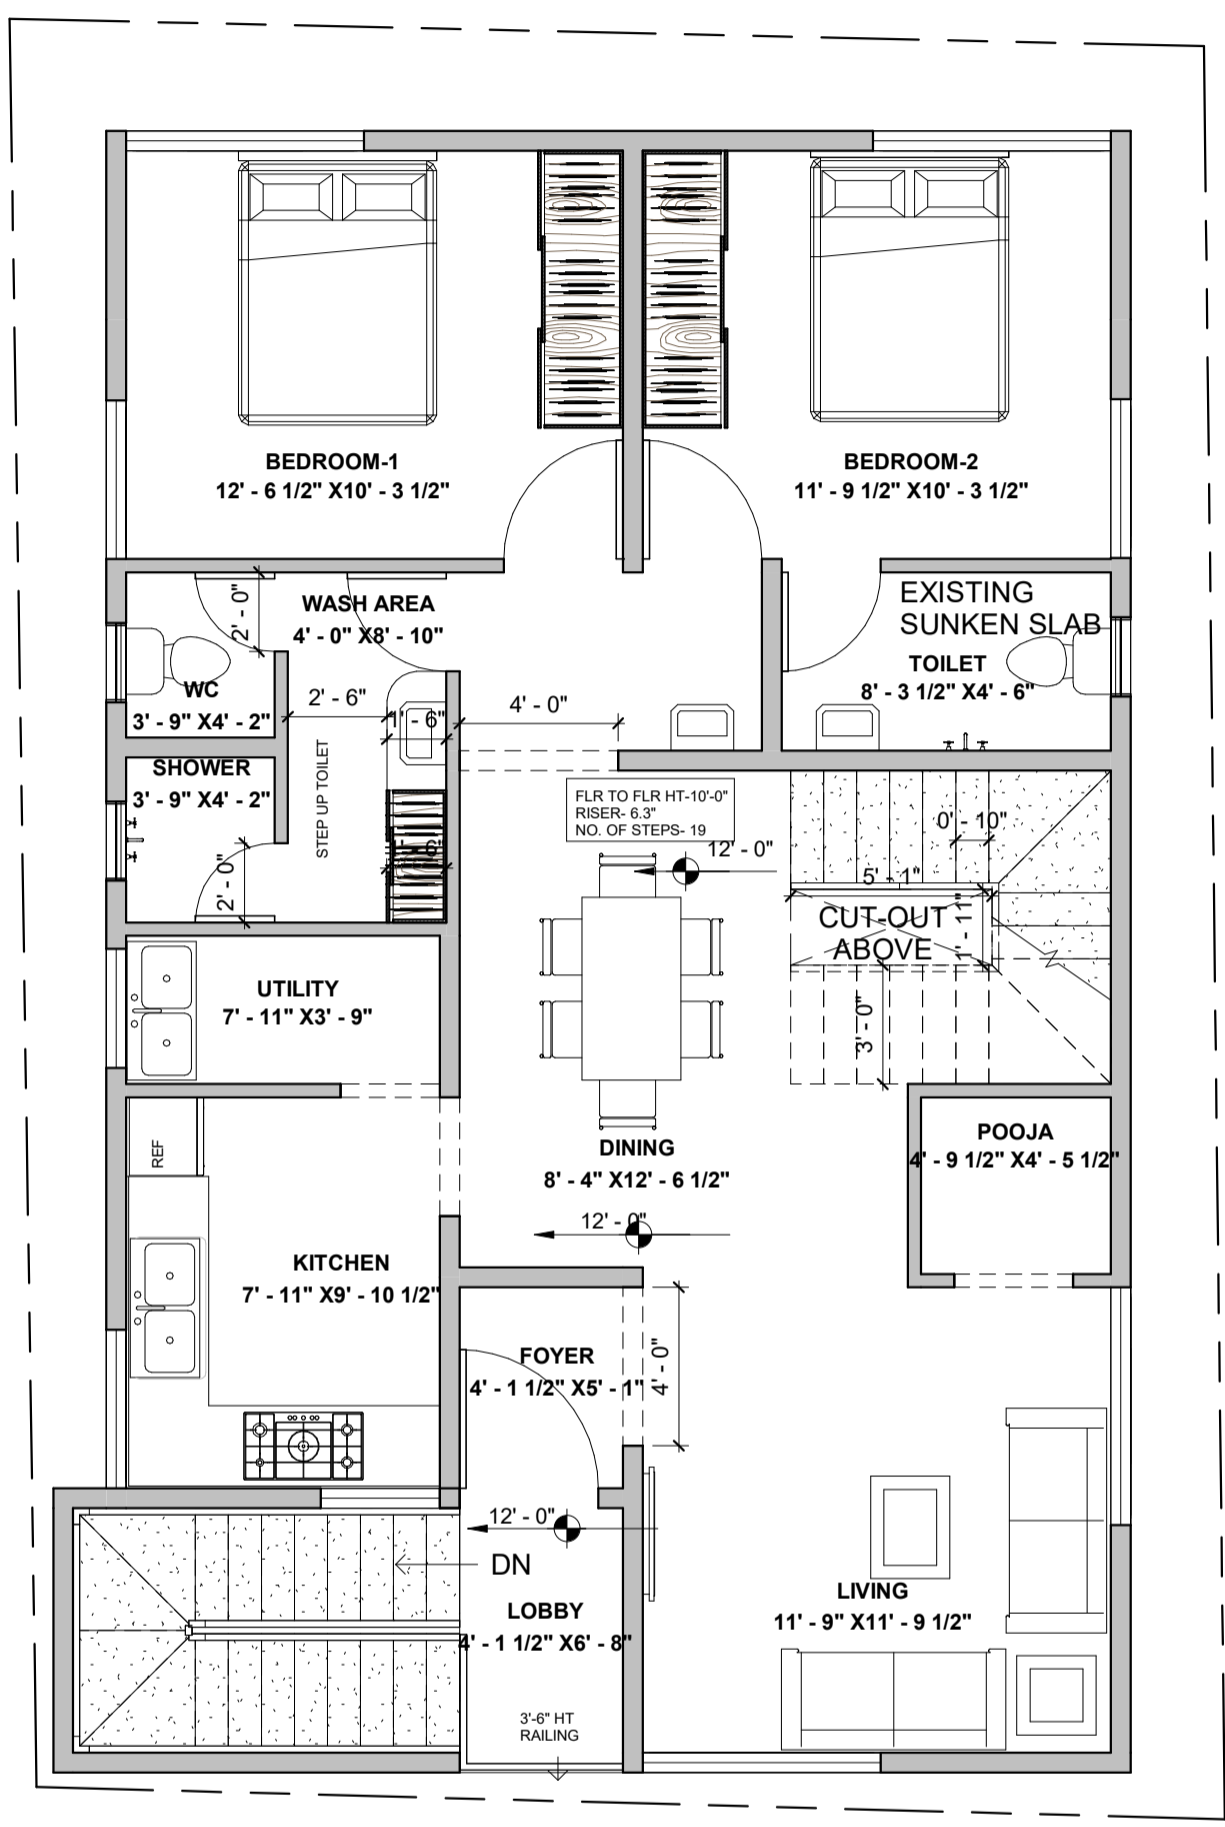 BEDROOM-1
12' - 6 1/2" X10' - 3 1/2"
BEDROOM-2
11' - 9 1/2" X10' - 3 1/2"
2' - 0"
WASH AREA
4' - 0" X8' - 10"
EXISTING
SUNKEN SLAB
TOILET
8' - 3 1/2" X4' - 6"
WC
3' - 9" X4' - 2"
2' - 6"
1' - 6"
4' - 0"
SHOWER
3' - 9" X4' - 2"
STEP UP TOILET
2' - 0"
FLR TO FLR HT-10'-0"
RISER- 6.3"
NO. OF STEPS- 19
12' - 0"
0' - 10"
5' - 1"
CUT-OUT
ABOVE
1' - 11"
3' - 0"
UTILITY
7' - 11" X3' - 9"
REF
DINING
8' - 4" X12' - 6 1/2"
POOJA
4' - 9 1/2" X4' - 5 1/2"
12' - 0"
KITCHEN
7' - 11" X9' - 10 1/2"
FOYER
4' - 1 1/2" X5' - 1"
4' - 0"
12' - 0"
DN
LOBBY
4' - 1 1/2" X6' - 8"
LIVING
11' - 9" X11' - 9 1/2"
3'-6" HT
RAILING